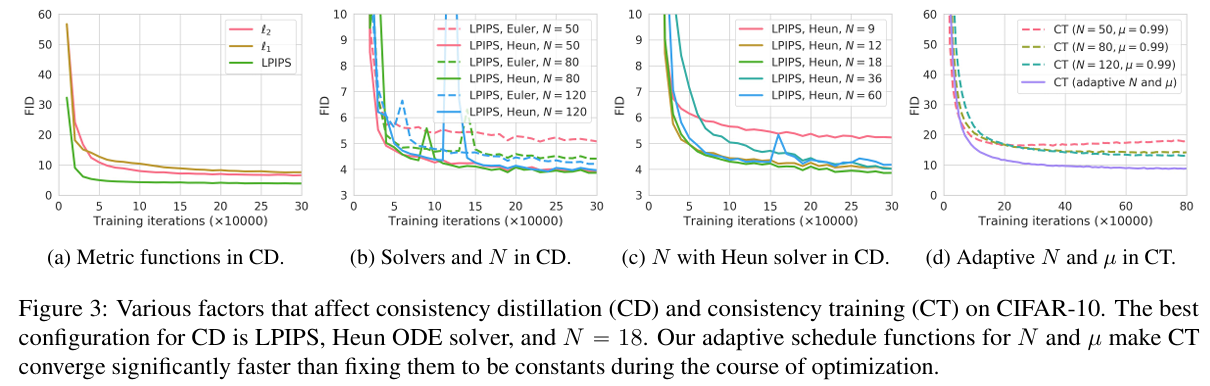 60
50
40
30
20
10
0
FID
0 5 10 15 20 25 30
Training iterations (×10000)
ℓ₂
ℓ₁
LPIPS
(a) Metric functions in CD.
10
9
8
7
6
5
4
3
FID
0 5 10 15 20 25 30
Training iterations (×10000)
LPIPS, Euler, N = 50
LPIPS, Heun, N = 50
LPIPS, Euler, N = 80
LPIPS, Heun, N = 80
LPIPS, Euler, N = 120
LPIPS, Heun, N = 120
(b) Solvers and N in CD.
10
9
8
7
6
5
4
3
FID
0 5 10 15 20 25 30
Training iterations (×10000)
LPIPS, Heun, N = 9
LPIPS, Heun, N = 12
LPIPS, Heun, N = 18
LPIPS, Heun, N = 36
LPIPS, Heun, N = 60
(c) N with Heun solver in CD.
60
50
40
30
20
10
0
FID
0 20 40 60 80
Training iterations (×10000)
CT (N = 50, μ = 0.99)
CT (N = 80, μ = 0.99)
CT (N = 120, μ = 0.99)
CT (adaptive N and μ)
(d) Adaptive N and μ in CT.
Figure 3: Various factors that affect consistency distillation (CD) and consistency training (CT) on CIFAR-10. The best
configuration for CD is LPIPS, Heun ODE solver, and N = 18. Our adaptive schedule functions for N and μ make CT
converge significantly faster than fixing them to be constants during the course of optimization.